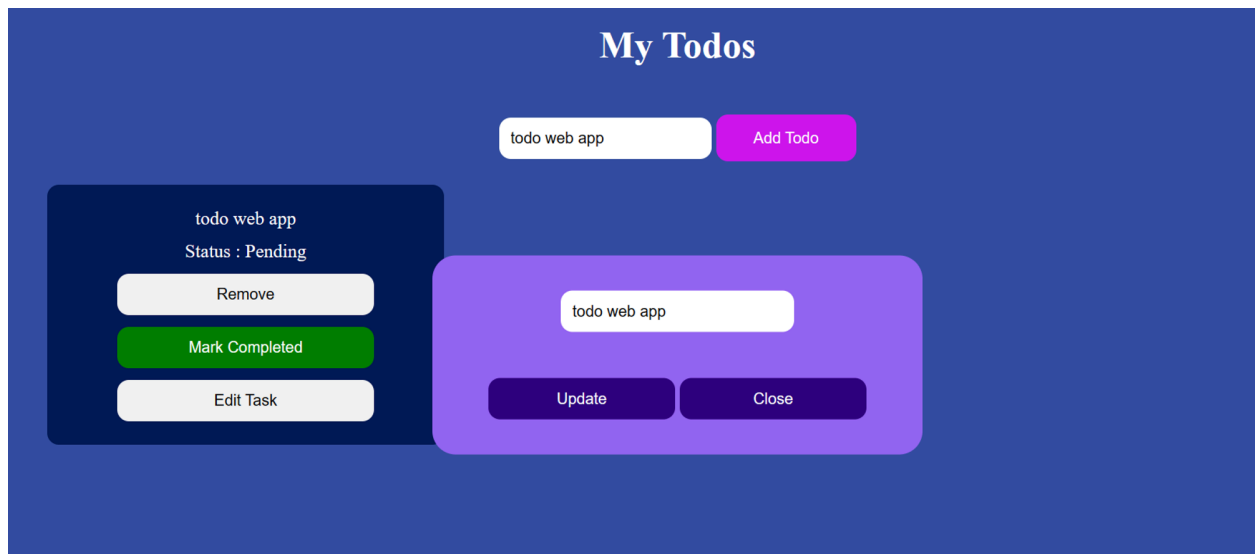 My Todos
todo web app Add Todo
todo web app
Status : Pending
Remove
Mark Completed
Edit Task
todo web app
Update Close